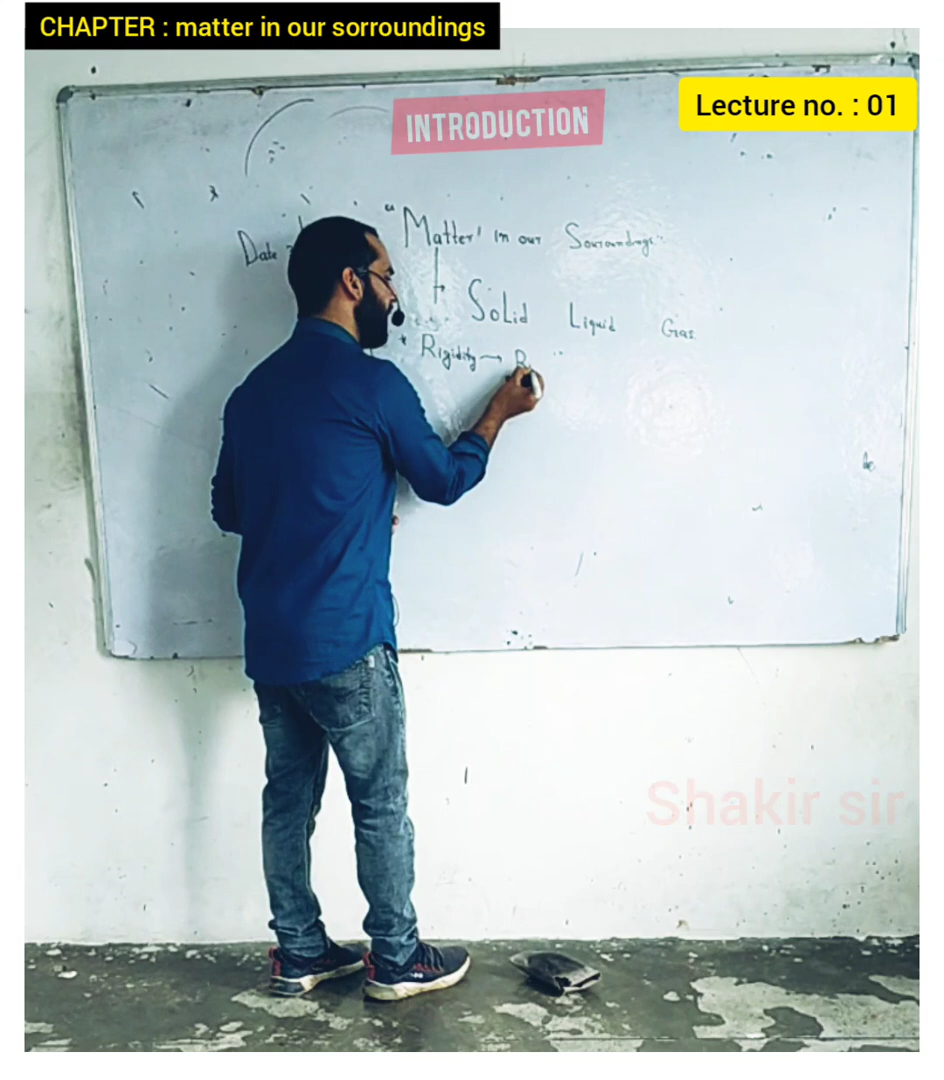 CHAPTER : matter in our sorroundings
Lecture no. : 01
INTRODUCTION
Date
"Matter' in our Sourroundings"
Solid Liquid Gas
* Rigidity → R
Shakir sir